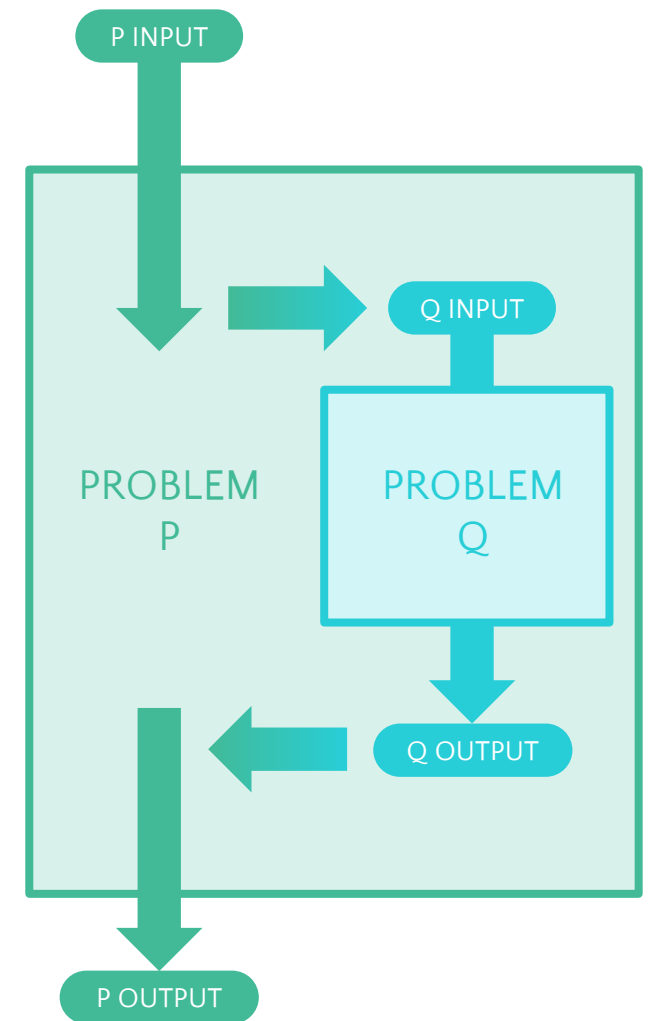 P INPUT
Q INPUT
PROBLEM
P
PROBLEM
Q
Q OUTPUT
P OUTPUT